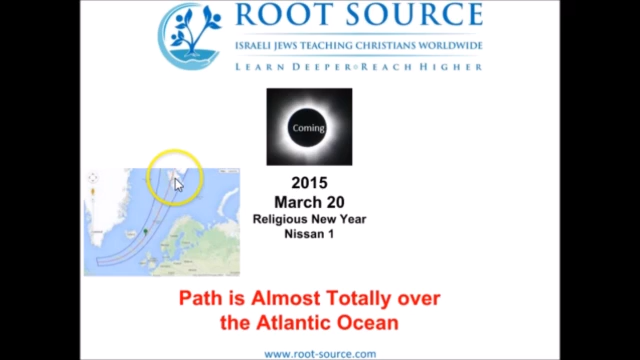 ROOT SOURCE
ISRAELI JEWS TEACHING CHRISTIANS WORLDWIDE
LEARN DEEPER REACH HIGHER
Coming
2015
March 20
Religious New Year
Nissan 1
Path is Almost Totally over
the Atlantic Ocean
www.root-source.com